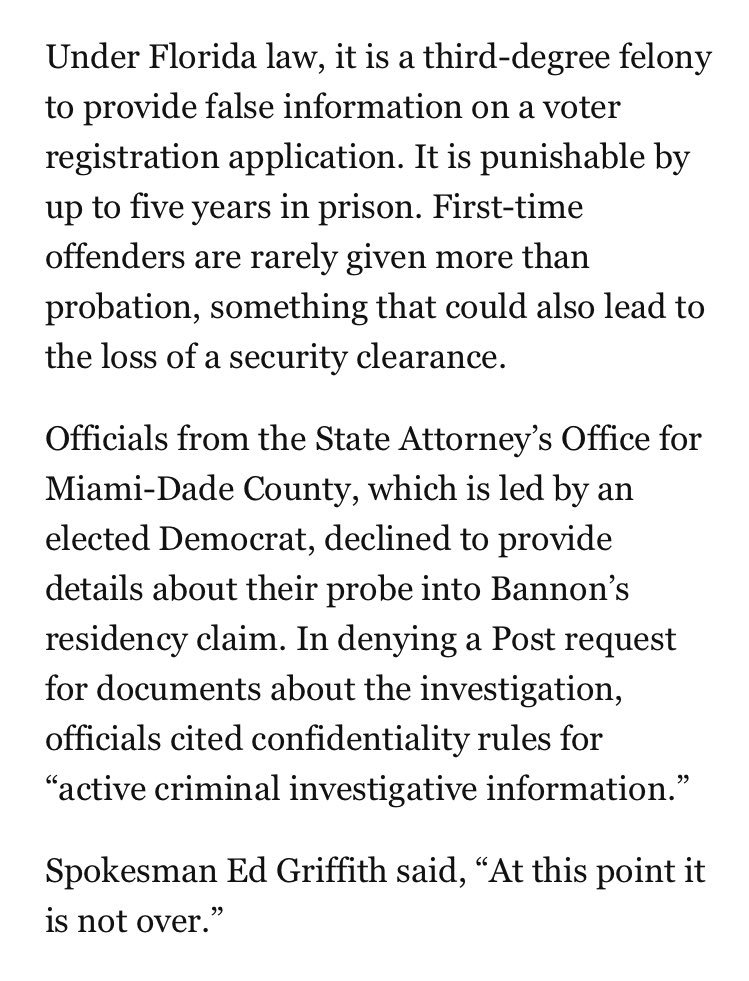 Under Florida law, it is a third-degree felony
to provide false information on a voter
registration application. It is punishable by
up to five years in prison. First-time
offenders are rarely given more than
probation, something that could also lead to
the loss of a security clearance.
Officials from the State Attorney’s Office for
Miami-Dade County, which is led by an
elected Democrat, declined to provide
details about their probe into Bannon’s
residency claim. In denying a Post request
for documents about the investigation,
officials cited confidentiality rules for
“active criminal investigative information.”
Spokesman Ed Griffith said, “At this point it
is not over.”